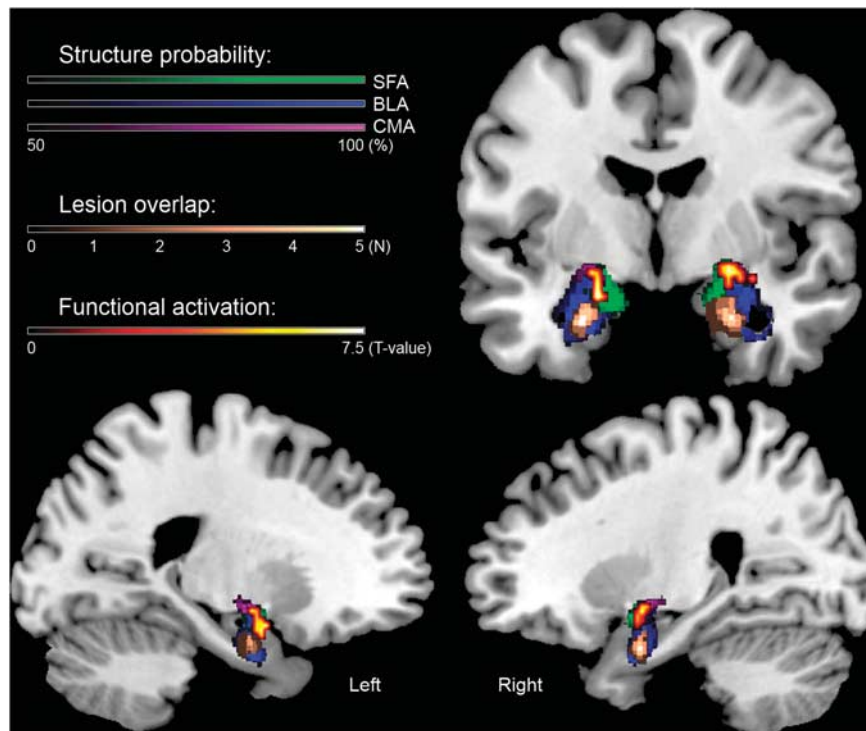 Structure probability:
SFA
BLA
CMA
50 100 (%)
Lesion overlap:
0 1 2 3 4 5 (N)
Functional activation:
0 7.5 (T-value)
Left Right